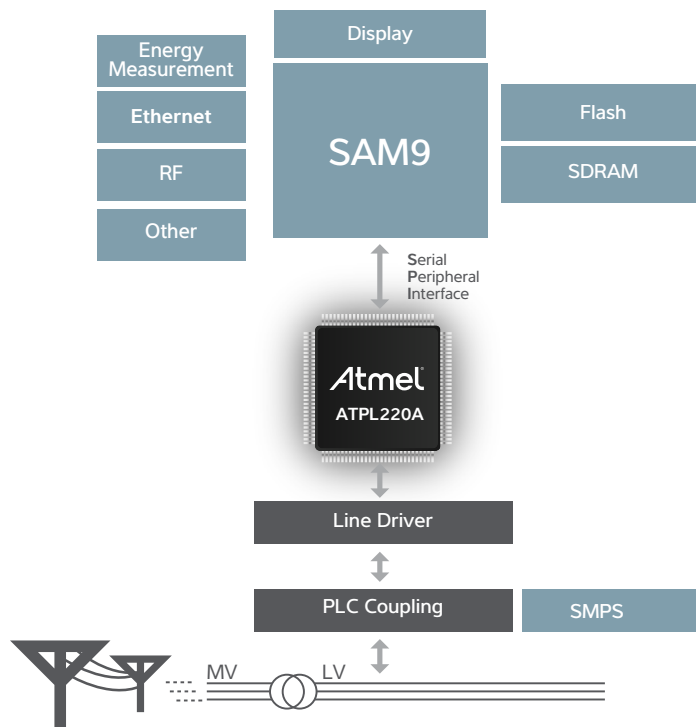 Display
Energy
Measurement
Ethernet
RF
Other
SAM9
Flash
SDRAM
Serial
Peripheral
Interface
Atmel
ATPL220A
Line Driver
PLC Coupling
SMPS
MV
LV